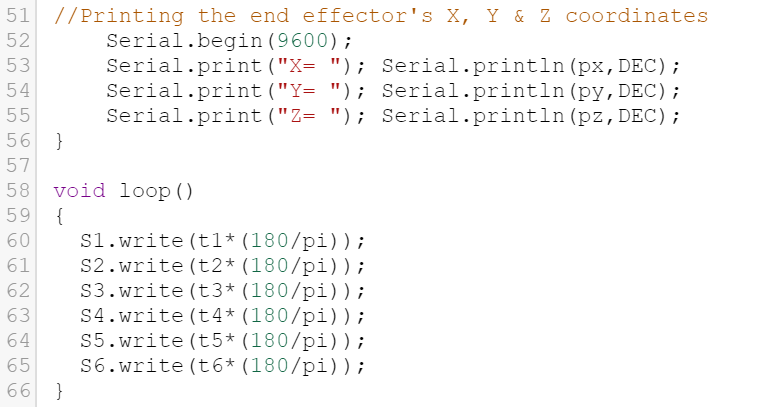 51 //Printing the end effector's X, Y & Z coordinates
52     Serial.begin(9600);
53     Serial.print("X= "); Serial.println(px,DEC);
54     Serial.print("Y= "); Serial.println(py,DEC);
55     Serial.print("Z= "); Serial.println(pz,DEC);
56 }
57
58 void loop()
59 {
60   S1.write(t1*(180/pi));
61   S2.write(t2*(180/pi));
62   S3.write(t3*(180/pi));
63   S4.write(t4*(180/pi));
64   S5.write(t5*(180/pi));
65   S6.write(t6*(180/pi));
66 }